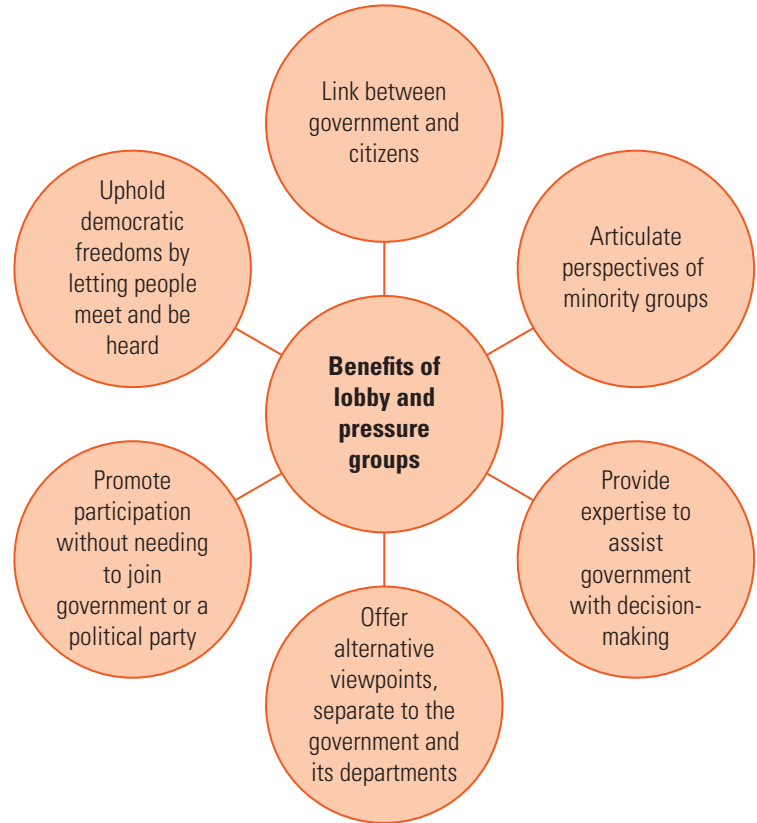 Link between
government and
citizens
Articulate
perspectives of
minority groups
Provide
expertise to
assist
government
with decision-
making
Offer
alternative
viewpoints,
separate to the
government and
its departments
Promote
participation
without needing
to join
government or a
political party
Uphold
democratic
freedoms by
letting people
meet and be
heard
Benefits of
lobby and
pressure
groups